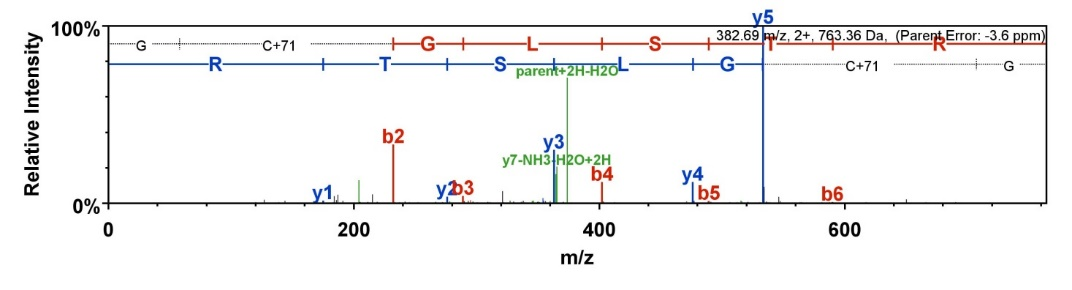 y5
100%
382.69 m/z, 2+, 763.36 Da, (Parent Error: -3.6 ppm)
G C+71 G L S T R
R T S L G C+71 G
parent+2H-H2O
b2
y3
y7-NH3-H2O+2H
b4
y1 y2 b3 y4 b5 b6
Relative Intensity
0%
0 200 400 600
m/z